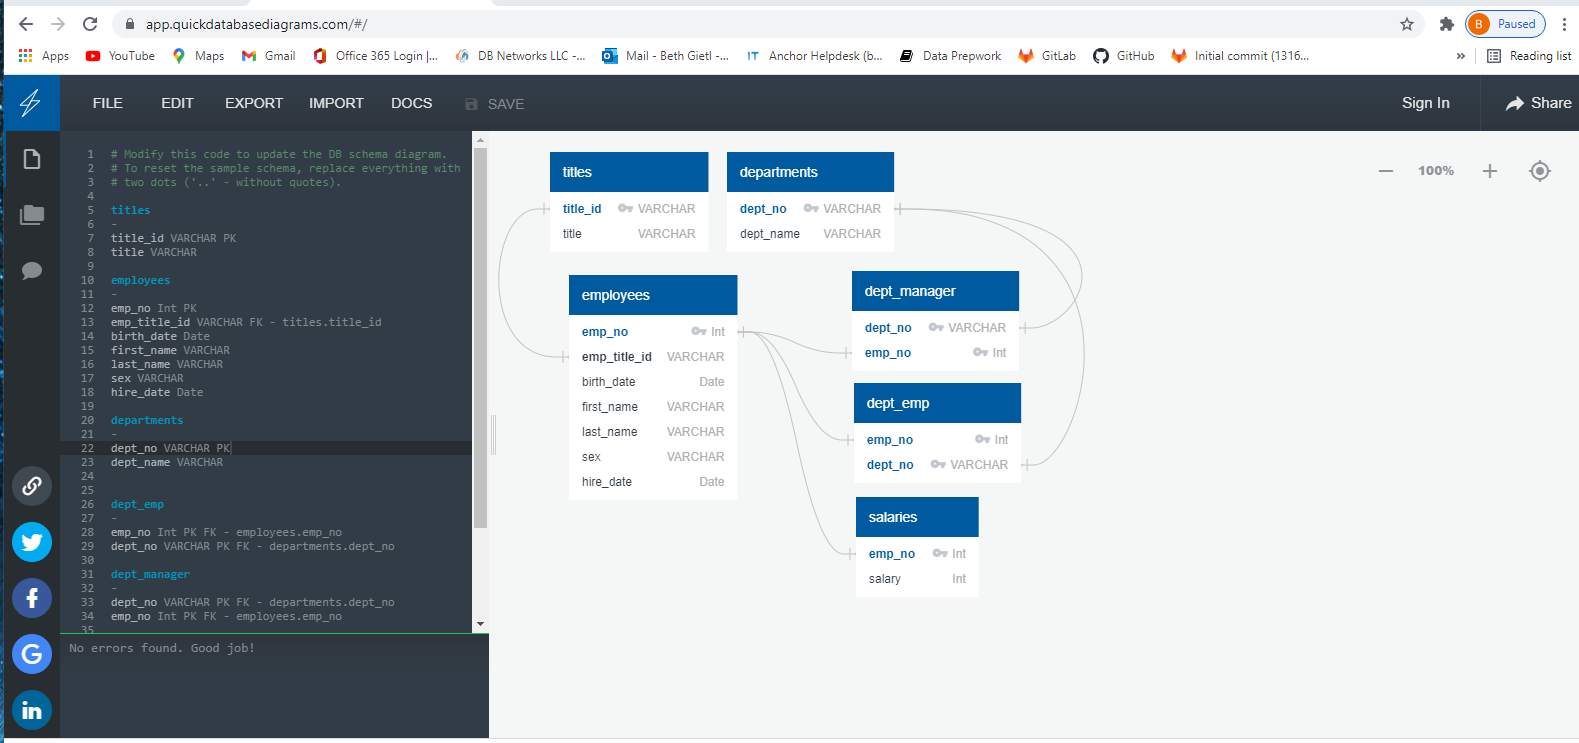 app.quickdatabasediagrams.com/#/
B Paused
Apps YouTube Maps Gmail Office 365 Login |... DB Networks LLC -... Mail - Beth Gietl -... IT Anchor Helpdesk (b... Data Prepwork GitLab GitHub Initial commit (1316... » Reading list
FILE EDIT EXPORT IMPORT DOCS SAVE Sign In Share
1 # Modify this code to update the DB schema diagram.
2 # To reset the sample schema, replace everything with
3 # two dots ('..' - without quotes).
4
5 titles
6 -
7 title_id VARCHAR PK
8 title VARCHAR
9
10 employees
11 -
12 emp_no Int PK
13 emp_title_id VARCHAR FK - titles.title_id
14 birth_date Date
15 first_name VARCHAR
16 last_name VARCHAR
17 sex VARCHAR
18 hire_date Date
19
20 departments
21 -
22 dept_no VARCHAR PK
23 dept_name VARCHAR
24
25
26 dept_emp
27 -
28 emp_no Int PK FK - employees.emp_no
29 dept_no VARCHAR PK FK - departments.dept_no
30
31 dept_manager
32 -
33 dept_no VARCHAR PK FK - departments.dept_no
34 emp_no Int PK FK - employees.emp_no
35
No errors found. Good job!
100%
titles
title_id VARCHAR
title VARCHAR
departments
dept_no VARCHAR
dept_name VARCHAR
employees
emp_no Int
emp_title_id VARCHAR
birth_date Date
first_name VARCHAR
last_name VARCHAR
sex VARCHAR
hire_date Date
dept_manager
dept_no VARCHAR
emp_no Int
dept_emp
emp_no Int
dept_no VARCHAR
salaries
emp_no Int
salary Int